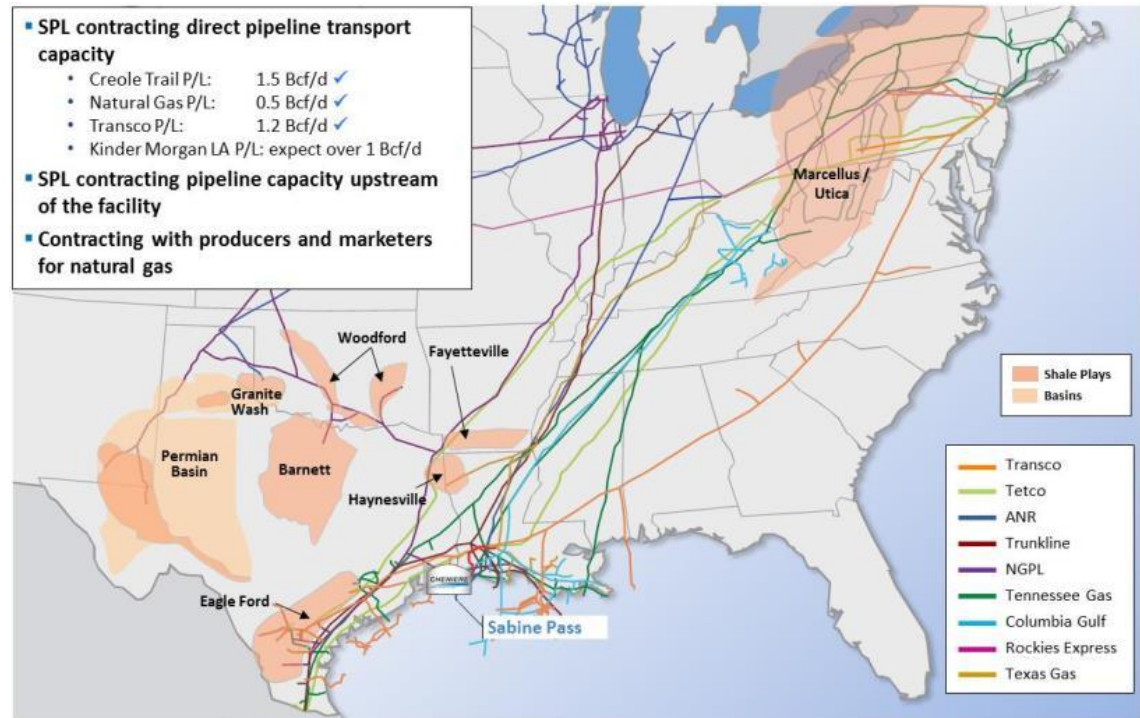 ▪ SPL contracting direct pipeline transport
capacity
• Creole Trail P/L: 1.5 Bcf/d ✓
• Natural Gas P/L: 0.5 Bcf/d ✓
• Transco P/L: 1.2 Bcf/d ✓
• Kinder Morgan LA P/L: expect over 1 Bcf/d
▪ SPL contracting pipeline capacity upstream
of the facility
▪ Contracting with producers and marketers
for natural gas
Marcellus /
Utica
Woodford
Fayetteville
Granite
Wash
Permian
Basin
Barnett
Haynesville
Eagle Ford
CHENIERE
Sabine Pass
Shale Plays
Basins
Transco
Tetco
ANR
Trunkline
NGPL
Tennessee Gas
Columbia Gulf
Rockies Express
Texas Gas